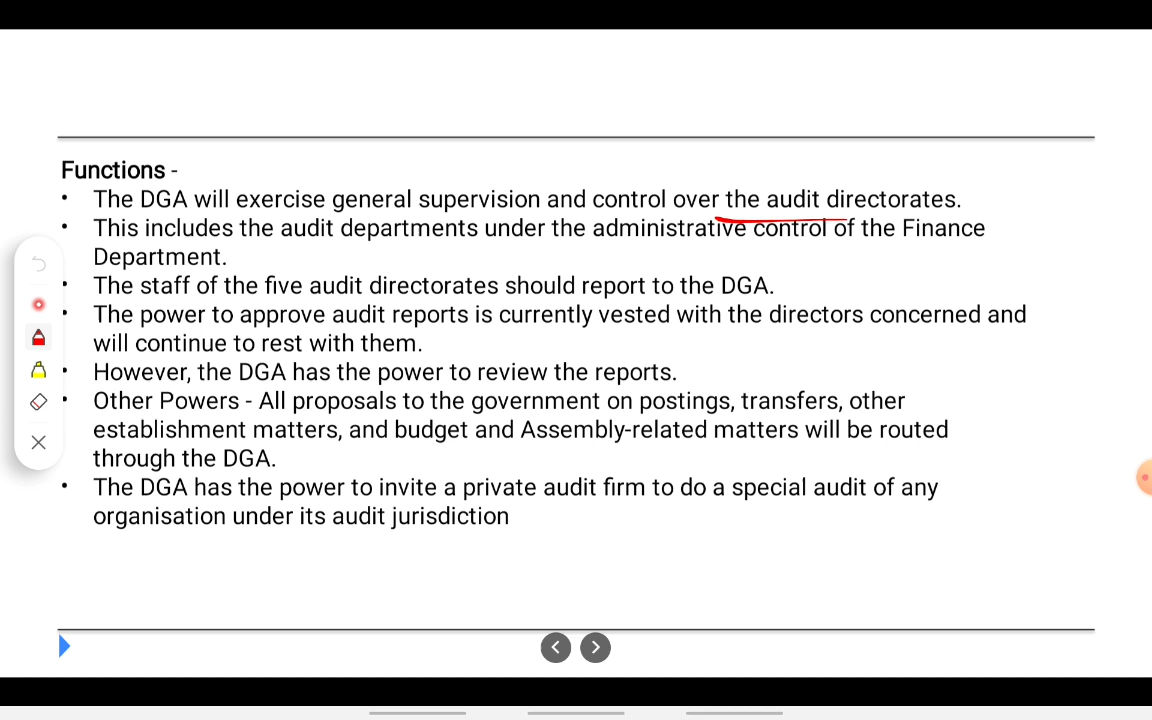 Functions -
• The DGA will exercise general supervision and control over the audit directorates.
• This includes the audit departments under the administrative control of the Finance
Department.
• The staff of the five audit directorates should report to the DGA.
• The power to approve audit reports is currently vested with the directors concerned and
will continue to rest with them.
• However, the DGA has the power to review the reports.
• Other Powers - All proposals to the government on postings, transfers, other
establishment matters, and budget and Assembly-related matters will be routed
through the DGA.
• The DGA has the power to invite a private audit firm to do a special audit of any
organisation under its audit jurisdiction